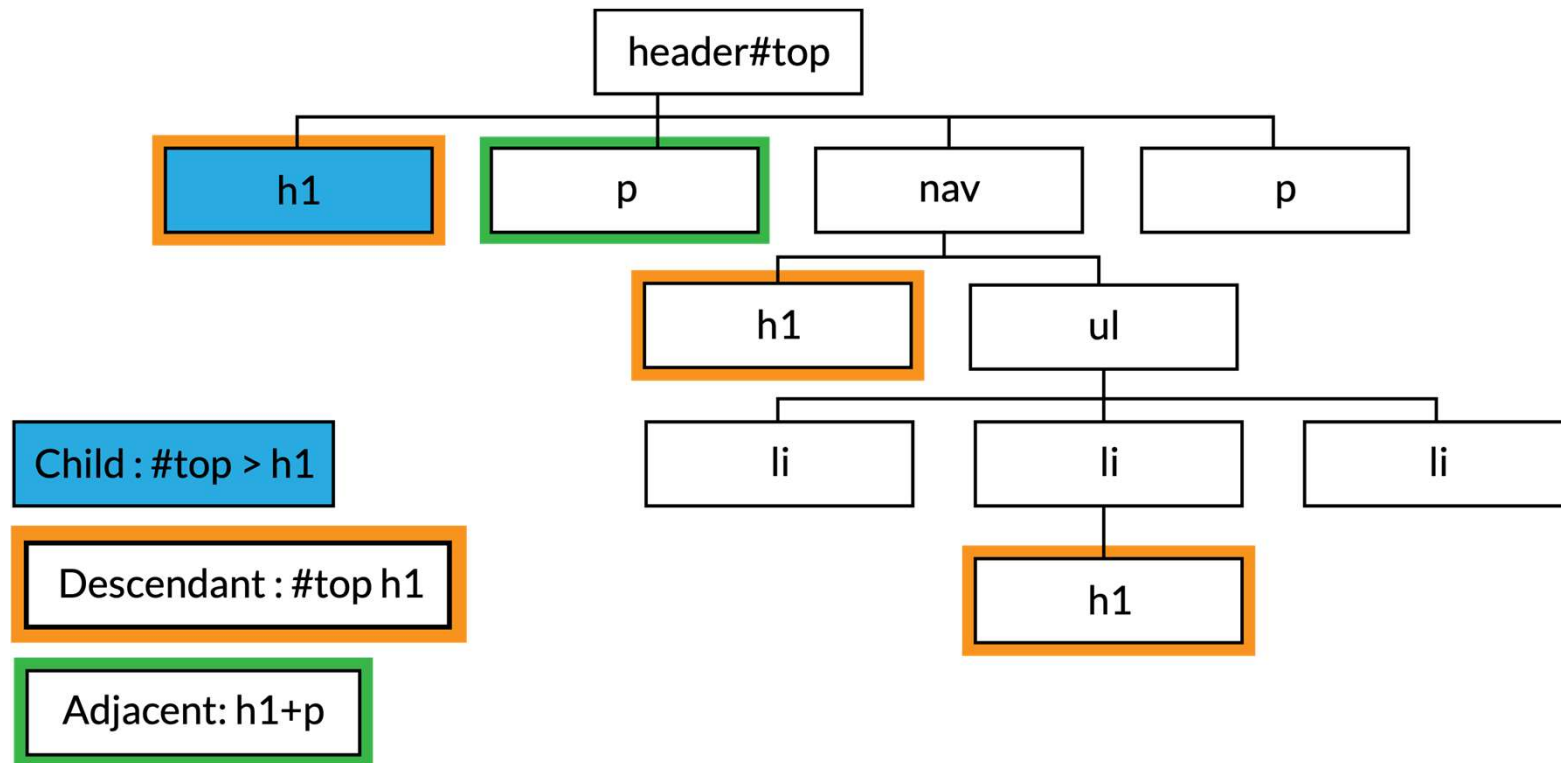 header#top
h1
p
nav
p
h1
ul
li
li
li
h1
Child : #top > h1
Descendant : #top h1
Adjacent: h1+p